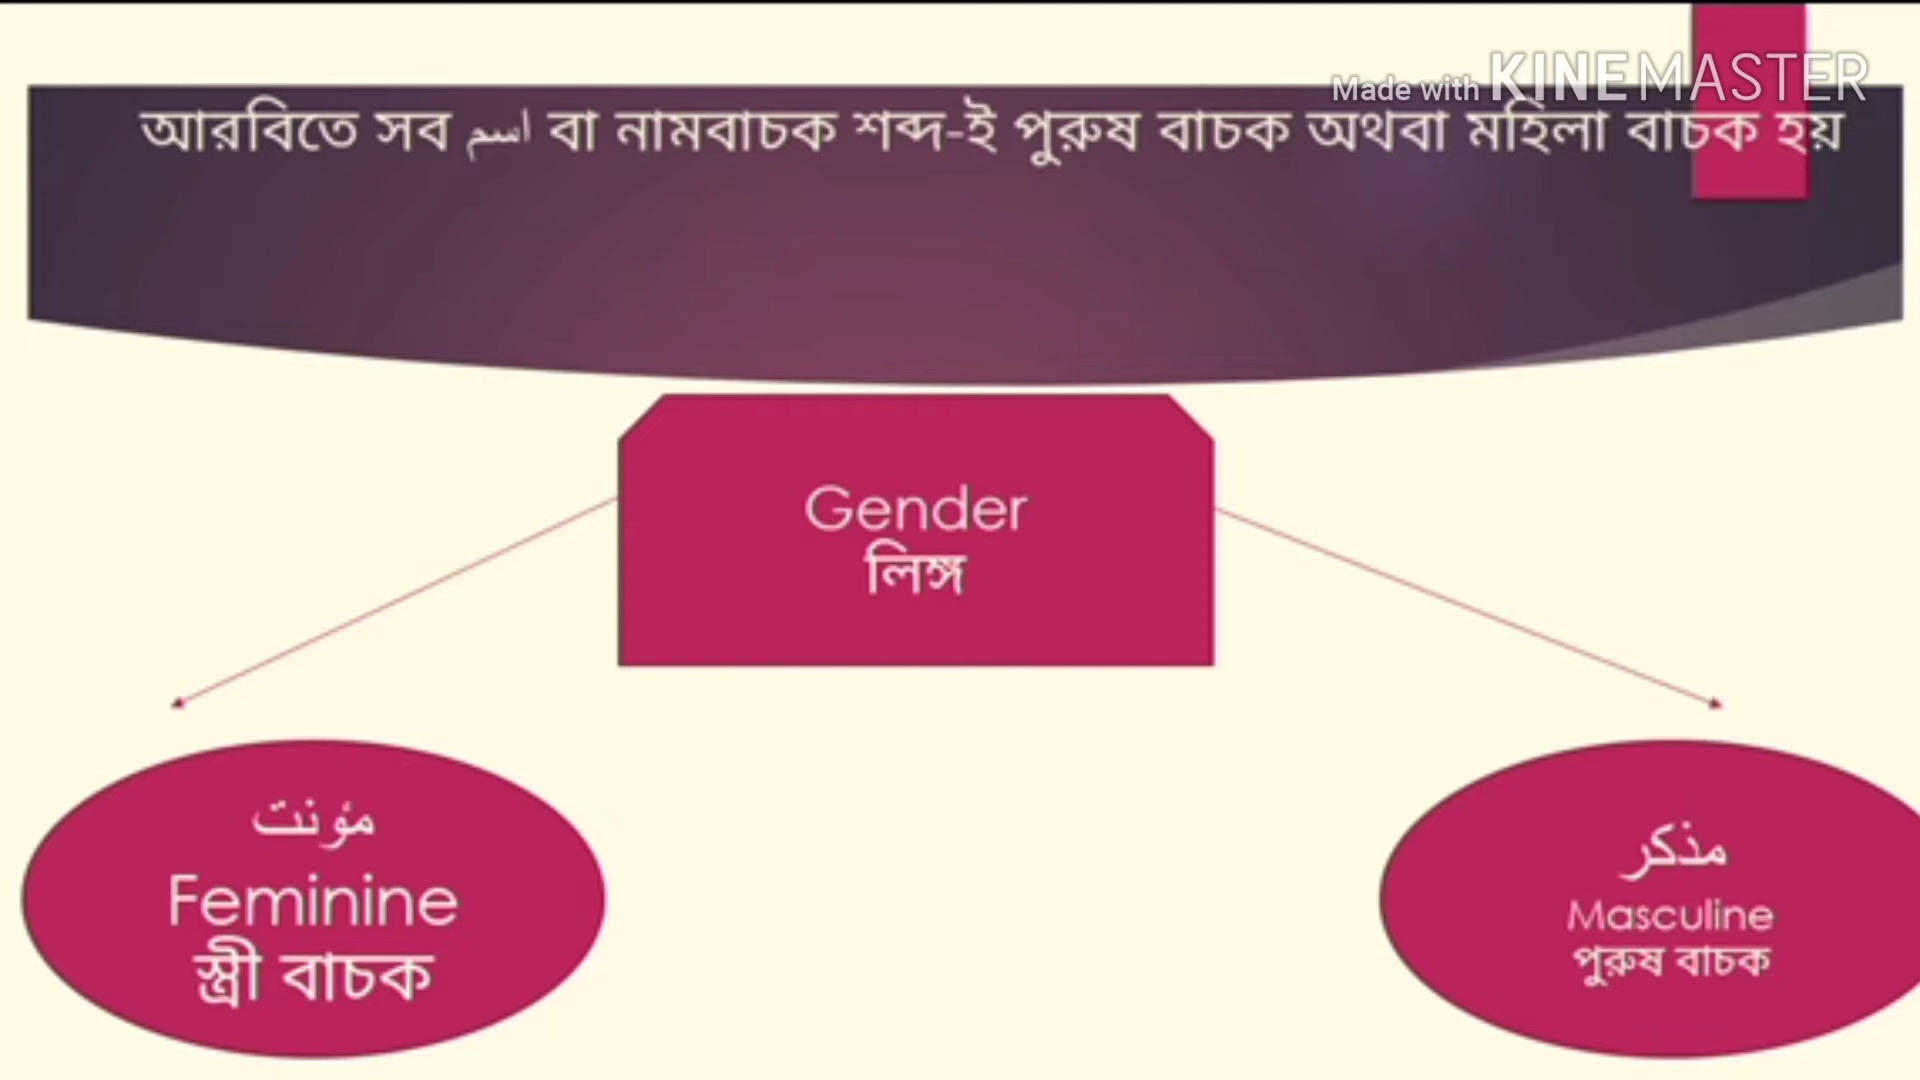 Made with KINEMASTER
আরবিতে সব اسم বা নামবাচক শব্দ-ই পুরুষ বাচক অথবা মহিলা বাচক হয়
Gender
লিঙ্গ
مؤنت
Feminine
স্ত্রী বাচক
مذكر
Masculine
পুরুষ বাচক